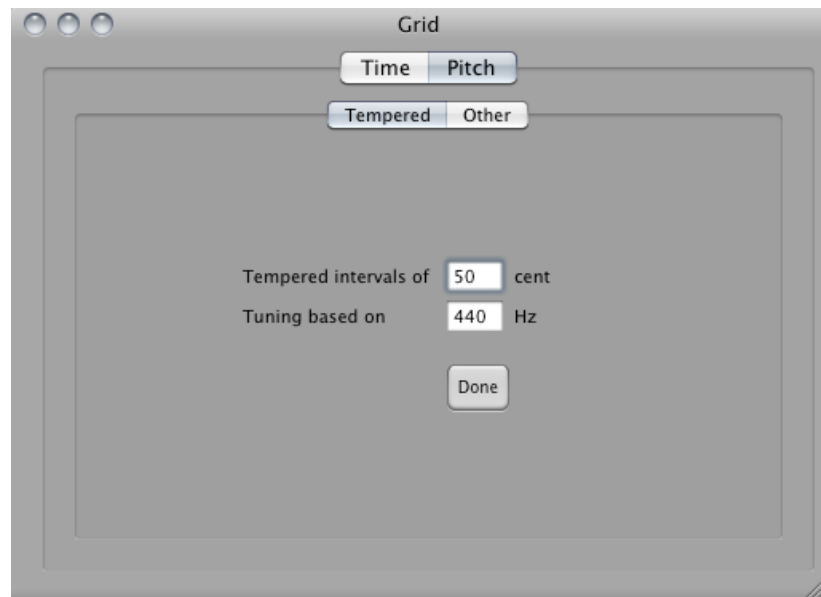 Grid
Time Pitch
Tempered Other
Tempered intervals of 50 cent
Tuning based on 440 Hz
Done